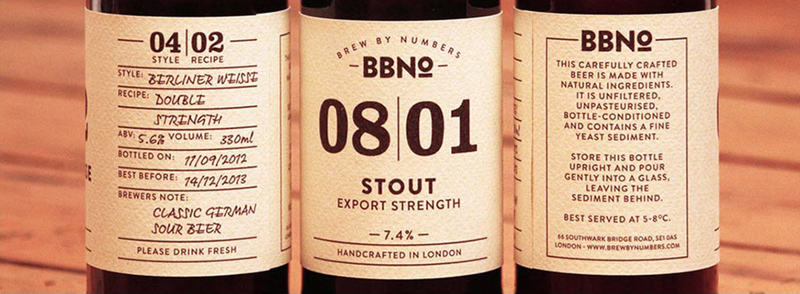 04|02
STYLE RECIPE
STYLE: BERLINER WEISSE
RECIPE: DOUBLE
STRENGTH
ABV: 5.6% VOLUME: 330ml
BOTTLED ON: 17/09/2012
BEST BEFORE: 14/12/2013
BREWERS NOTE:
CLASSIC GERMAN
SOUR BEER
PLEASE DRINK FRESH
BREW BY NUMBERS
BBNo
08|01
STOUT
EXPORT STRENGTH
7.4%
HANDCRAFTED IN LONDON
BBNo
THIS CAREFULLY CRAFTED
BEER IS MADE WITH
NATURAL INGREDIENTS.
IT IS UNFILTERED,
UNPASTEURISED,
BOTTLE-CONDITIONED
AND CONTAINS A FINE
YEAST SEDIMENT.
STORE THIS BOTTLE
UPRIGHT AND POUR
GENTLY INTO A GLASS,
LEAVING THE
SEDIMENT BEHIND.
BEST SERVED AT 5-8°C.
66 SOUTHWARK BRIDGE ROAD, SE1 0AS
LONDON - WWW.BREWBYNUMBERS.COM